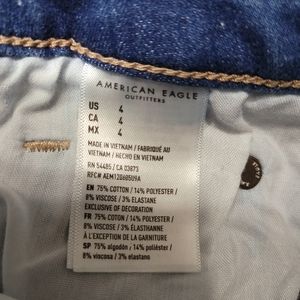 AMERICAN EAGLE
OUTFITTERS
US 4
CA 4
MX 4
MADE IN VIETNAM / FABRIQUÉ AU
VIETNAM / HECHO EN VIETNAM
RN 54485 / CA 03873
RFC# AEM120605U9A
EN 75% COTTON / 14% POLYESTER /
8% VISCOSE / 3% ELASTANE
EXCLUSIVE OF DECORATION
FR 75% COTON / 14% POLYESTER /
8% VISCOSE / 3% ÉLASTHANNE
À L'EXCEPTION DE LA GARNITURE
SP 75% algodón / 14% poliéster /
8% viscosa / 3% elastano